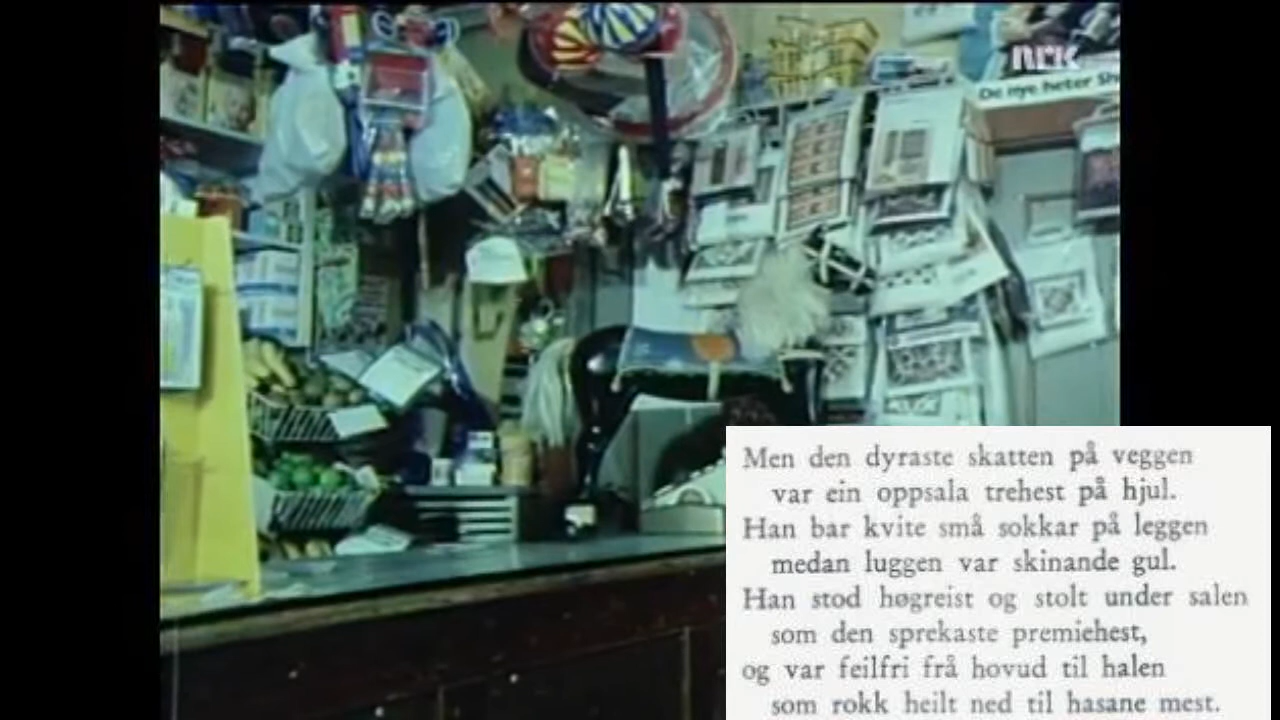 nrk
De nye heter Sh
Men den dyraste skatten på veggen
var ein oppsala trehest på hjul.
Han bar kvite små sokkar på leggen
medan luggen var skinande gul.
Han stod høgreist og stolt under salen
som den sprekaste premiehest,
og var feilfri frå hovud til halen
som rokk heilt ned til hasane mest.